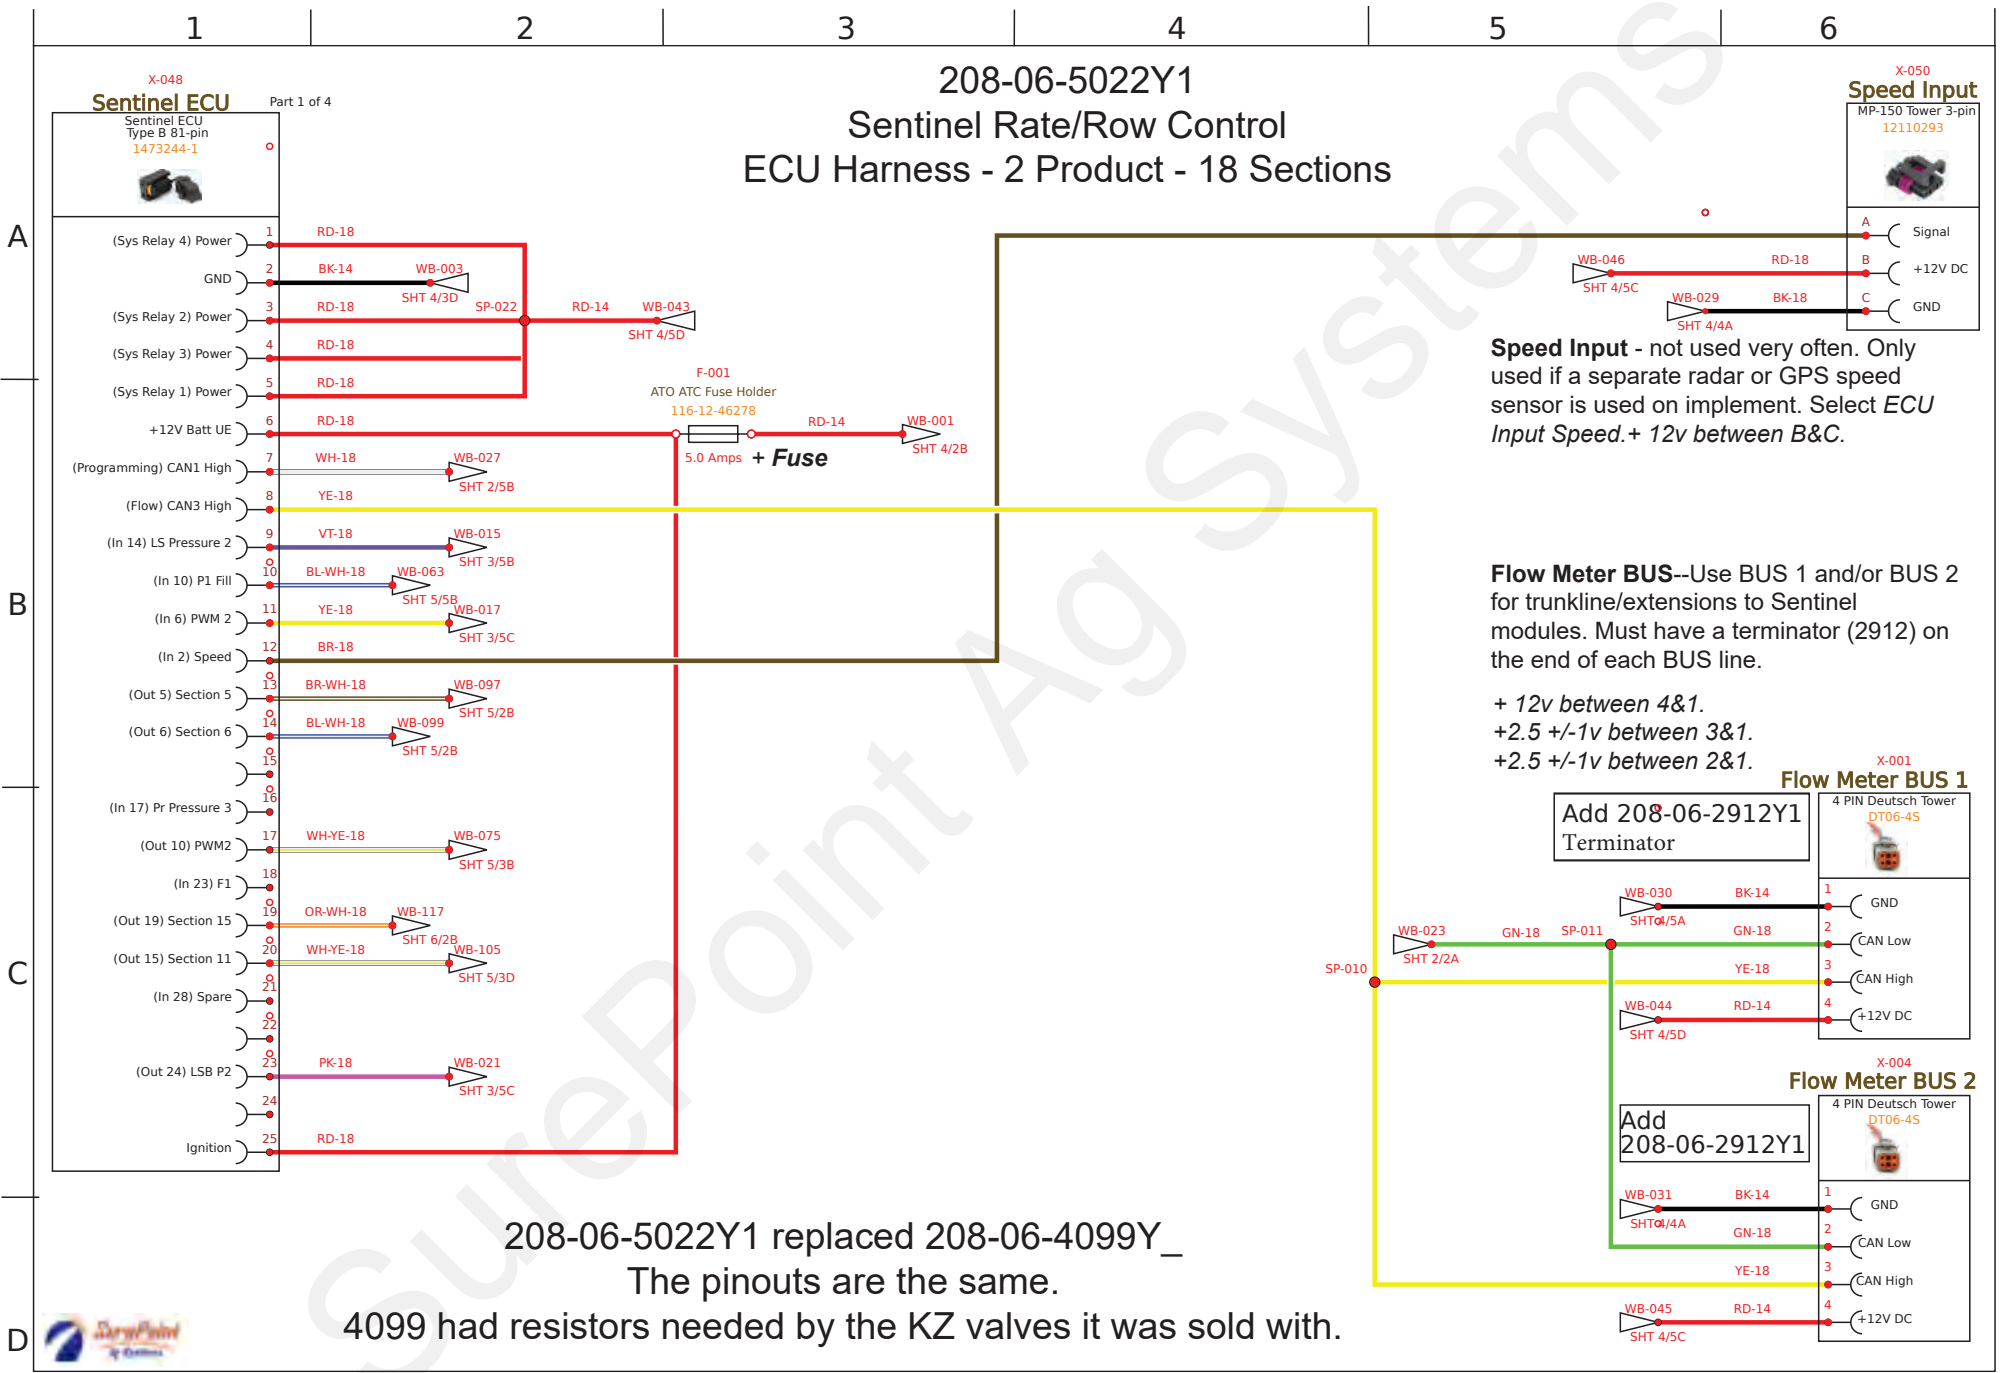 1 2 3 4 5 6
A
B
C
D
208-06-5022Y1
Sentinel Rate/Row Control
ECU Harness - 2 Product - 18 Sections
X-048
Sentinel ECU
Part 1 of 4
Sentinel ECU
Type B 81-pin
1473244-1
(Sys Relay 4) Power 1 RD-18
GND 2 BK-14 WB-003
SHT 4/3D
(Sys Relay 2) Power 3 RD-18 SP-022 RD-14 WB-043
SHT 4/5D
(Sys Relay 3) Power 4 RD-18
(Sys Relay 1) Power 5 RD-18
F-001
ATO ATC Fuse Holder
116-12-46278
+12V Batt UE 6 RD-18 RD-14 WB-001
SHT 4/2B
5.0 Amps + Fuse
(Programming) CAN1 High 7 WH-18 WB-027
SHT 2/5B
(Flow) CAN3 High 8 YE-18
(In 14) LS Pressure 2 9 VT-18 WB-015
SHT 3/5B
(In 10) P1 Fill 10 BL-WH-18 WB-063
SHT 5/5B
(In 6) PWM 2 11 YE-18 WB-017
SHT 3/5C
(In 2) Speed 12 BR-18
(Out 5) Section 5 13 BR-WH-18 WB-097
SHT 5/2B
(Out 6) Section 6 14 BL-WH-18 WB-099
SHT 5/2B
15
(In 17) Pr Pressure 3 16
(Out 10) PWM2 17 WH-YE-18 WB-075
SHT 5/3B
(In 23) F1 18
(Out 19) Section 15 19 OR-WH-18 WB-117
SHT 6/2B
(Out 15) Section 11 20 WH-YE-18 WB-105
SHT 5/3D
(In 28) Spare 21
22
(Out 24) LSB P2 23 PK-18 WB-021
SHT 3/5C
24
Ignition 25 RD-18
X-050
Speed Input
MP-150 Tower 3-pin
12110293
A Signal
WB-046 RD-18 B +12V DC
SHT 4/5C
WB-029 BK-18 C GND
SHT 4/4A
Speed Input - not used very often. Only
used if a separate radar or GPS speed
sensor is used on implement. Select ECU
Input Speed.+ 12v between B&C.
Flow Meter BUS--Use BUS 1 and/or BUS 2
for trunkline/extensions to Sentinel
modules. Must have a terminator (2912) on
the end of each BUS line.
+ 12v between 4&1.
+2.5 +/-1v between 3&1.
+2.5 +/-1v between 2&1.
X-001
Flow Meter BUS 1
4 PIN Deutsch Tower
DT06-4S
Add 208-06-2912Y1
Terminator
WB-030 BK-14 1 GND
SHT 4/5A
WB-023 GN-18 SP-011 GN-18 2 CAN Low
SHT 2/2A
SP-010 YE-18 3 CAN High
WB-044 RD-14 4 +12V DC
SHT 4/5D
X-004
Flow Meter BUS 2
4 PIN Deutsch Tower
DT06-4S
Add
208-06-2912Y1
WB-031 BK-14 1 GND
SHT 4/4A
GN-18 2 CAN Low
YE-18 3 CAN High
WB-045 RD-14 4 +12V DC
SHT 4/5C
208-06-5022Y1 replaced 208-06-4099Y_
The pinouts are the same.
4099 had resistors needed by the KZ valves it was sold with.
SurePoint
Ag Systems
SurePoint Ag Systems